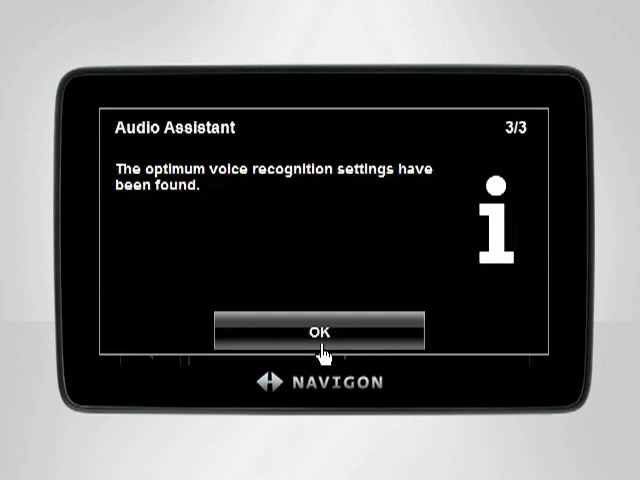 Audio Assistant 3/3
The optimum voice recognition settings have
been found.
OK
NAVIGON